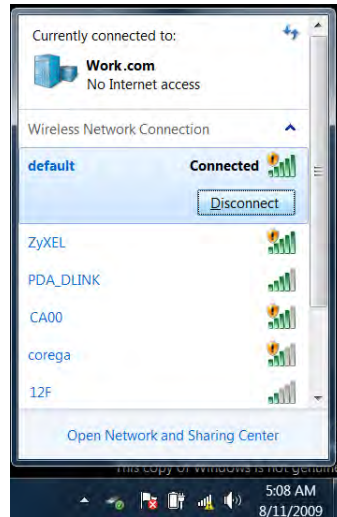 Currently connected to:
Work.com
No Internet access
Wireless Network Connection
default Connected
Disconnect
ZyXEL
PDA_DLINK
CA00
corega
12F
Open Network and Sharing Center
This copy of Windows is not genuine
5:08 AM
8/11/2009